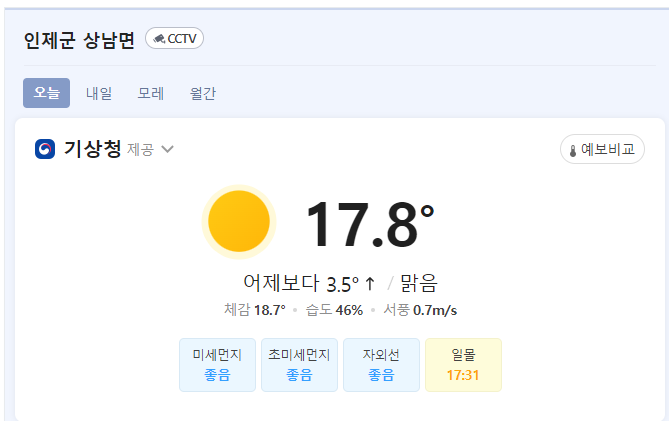 인제군 상남면 CCTV
오늘 내일 모레 월간
기상청 제공 예보비교
17.8°
어제보다 3.5° ↑ / 맑음
체감 18.7° • 습도 46% • 서풍 0.7m/s
미세먼지 초미세먼지 자외선 일몰
좋음 좋음 좋음 17:31